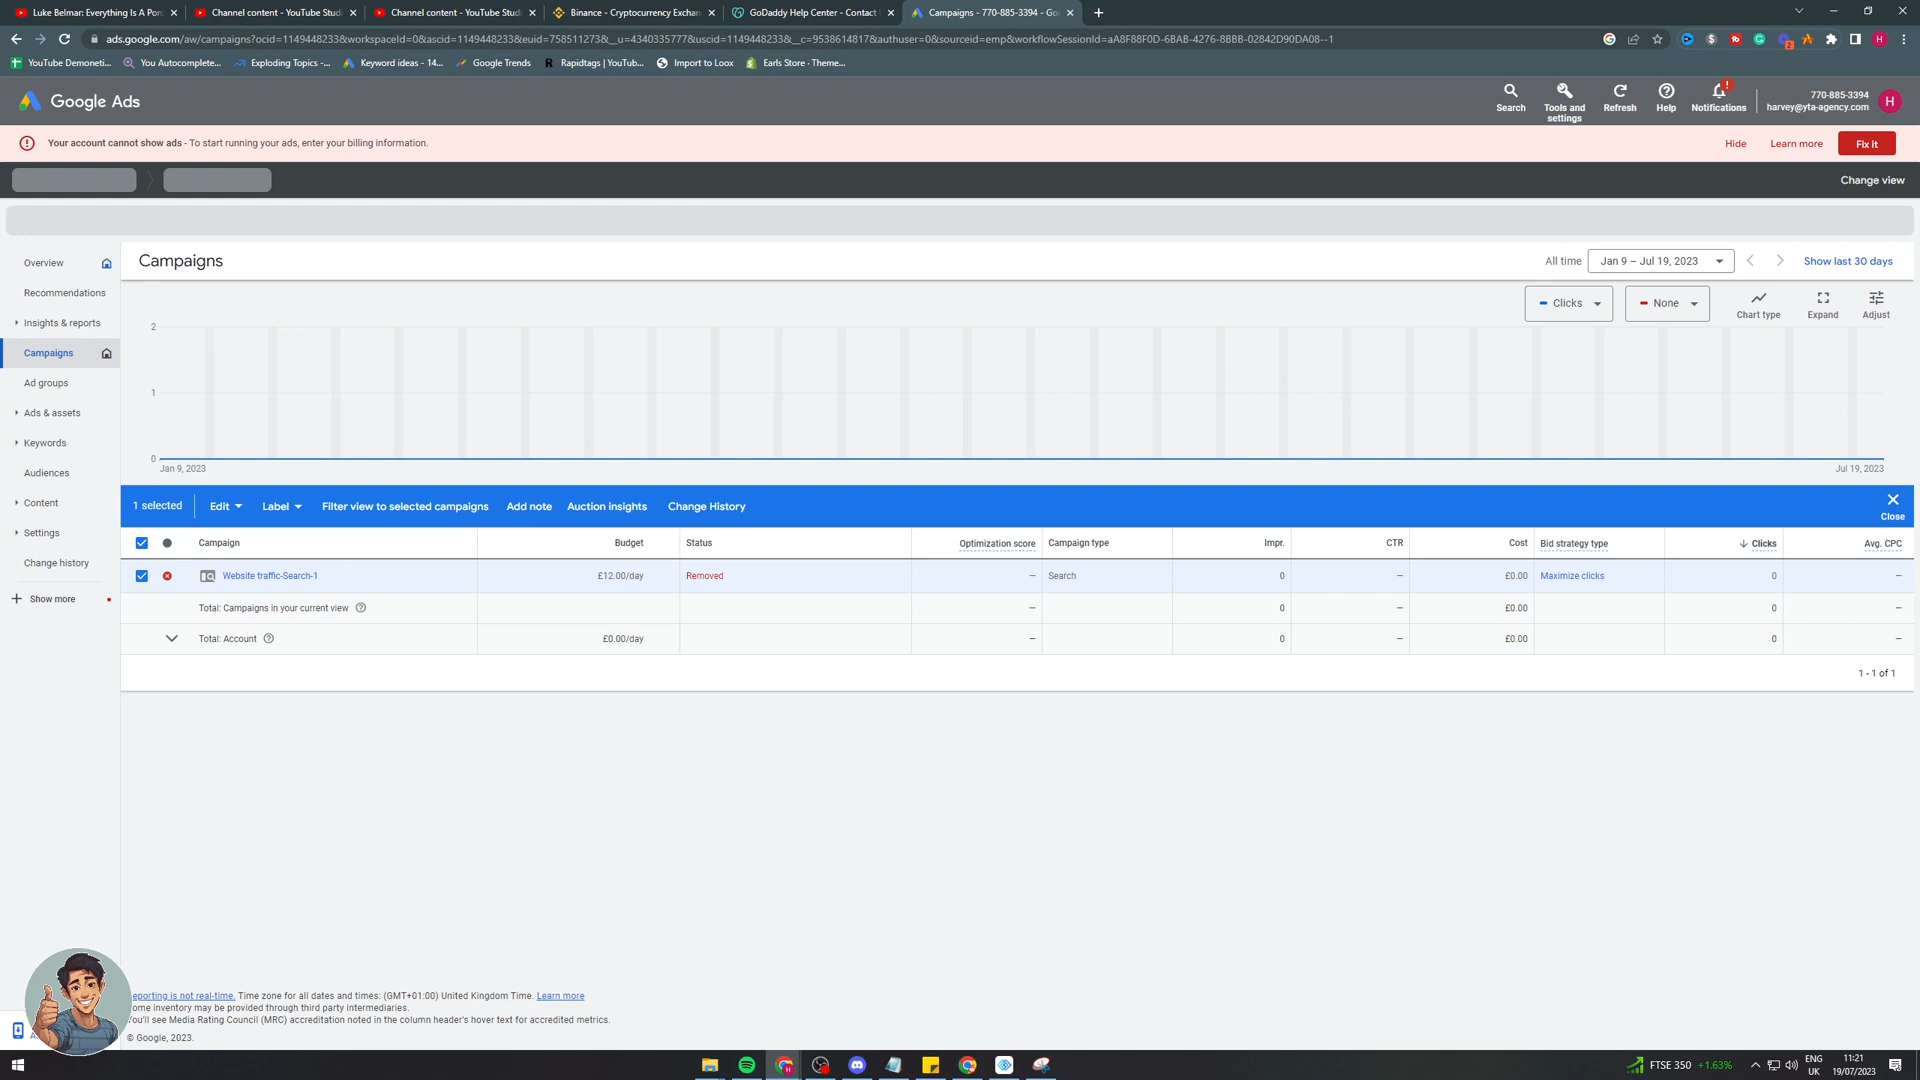 Luke Belmar: Everything Is A Pon
Channel content - YouTube Studi
Channel content - YouTube Studi
Binance - Cryptocurrency Exchan
GoDaddy Help Center - Contact
Campaigns - 770-885-3394 - Go
ads.google.com/aw/campaigns?ocid=1149448233&workspaceId=0&ascid=1149448233&euid=758511273&__u=4340335777&uscid=1149448233&__c=9538614817&authuser=0&sourceid=emp&workflowSessionId=aA8F88F0D-6BAB-4276-8BBB-02842D90DA08--1
YouTube Demoneti...
You Autocomplete...
Exploding Topics -...
Keyword ideas - 14...
Google Trends
Rapidtags | YouTub...
Import to Loox
Earls Store · Theme...
Google Ads
Search
Tools and settings
Refresh
Help
Notifications
770-885-3394
harvey@yta-agency.com
H
Your account cannot show ads - To start running your ads, enter your billing information.
Hide
Learn more
Fix it
Change view
Overview
Recommendations
Insights & reports
Campaigns
Ad groups
Ads & assets
Keywords
Audiences
Content
Settings
Change history
Show more
Campaigns
All time
Jan 9 – Jul 19, 2023
Show last 30 days
Clicks
None
Chart type
Expand
Adjust
2
1
0
Jan 9, 2023
Jul 19, 2023
1 selected
Edit
Label
Filter view to selected campaigns
Add note
Auction insights
Change History
Close
Campaign Budget Status Optimization score Campaign type Impr. CTR Cost Bid strategy type Clicks Avg. CPC
Website traffic-Search-1 £12.00/day Removed — Search 0 — £0.00 Maximize clicks 0 —
Total: Campaigns in your current view — 0 — £0.00 0 —
Total: Account £0.00/day — 0 — £0.00 0 —
1 - 1 of 1
eporting is not real-time. Time zone for all dates and times: (GMT+01:00) United Kingdom Time. Learn more
ome inventory may be provided through third party intermediaries.
You'll see Media Rating Council (MRC) accreditation noted in the column header's hover text for accredited metrics.
© Google, 2023.
FTSE 350 +1.63%
ENG
UK
11:21
19/07/2023